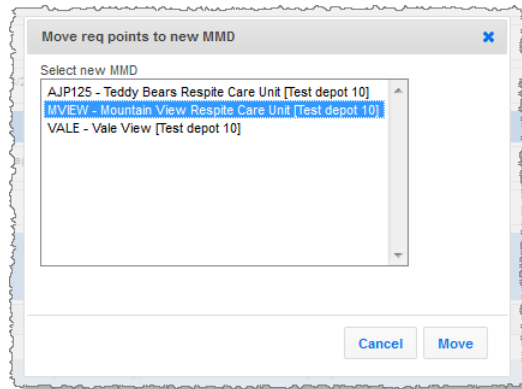 Move req points to new MMD
Select new MMD
AJP125 - Teddy Bears Respite Care Unit [Test depot 10]
MVIEW - Mountain View Respite Care Unit [Test depot 10]
VALE - Vale View [Test depot 10]
Cancel Move